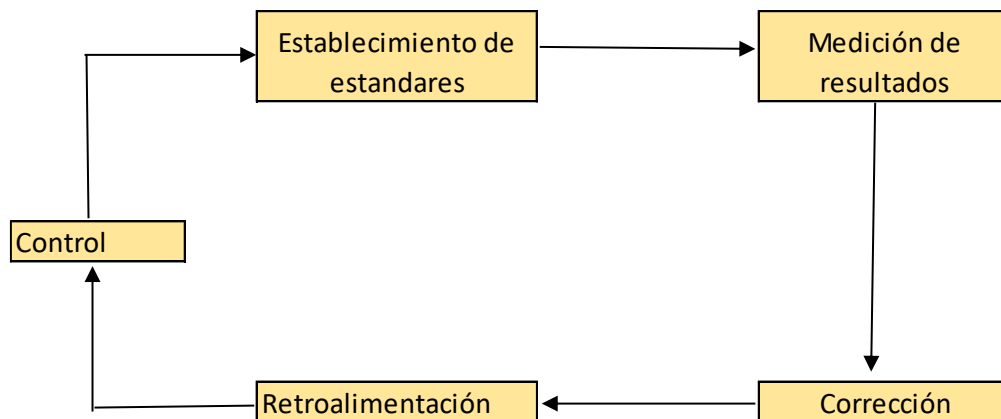 Establecimiento de
estandares
Medición de
resultados
Control
Retroalimentación
Corrección